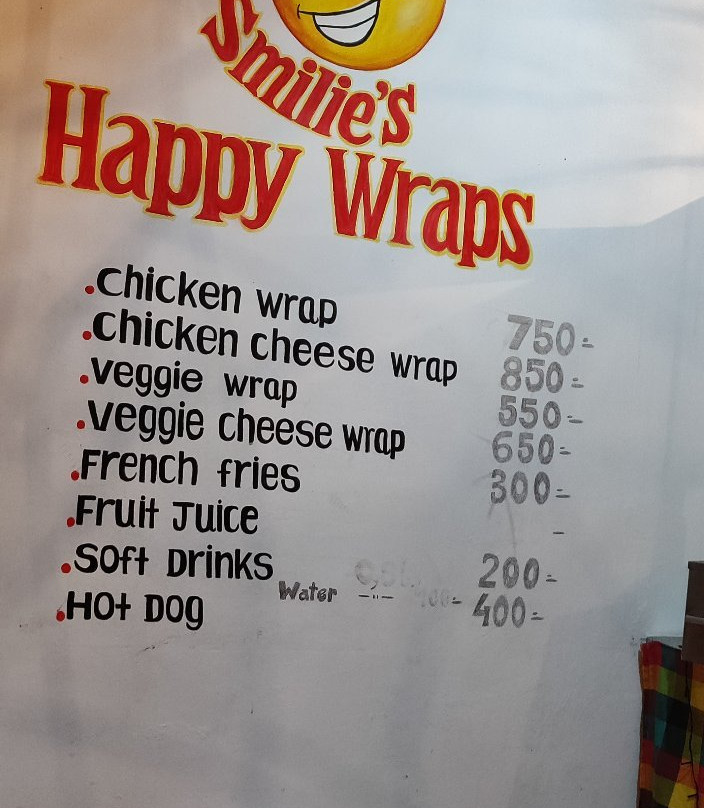 Smilie's
Happy Wraps
.Chicken wrap 750=
.Chicken cheese wrap 850=
.Veggie wrap 550=
.Veggie cheese wrap 650=
.French fries 300=
.Fruit Juice -
.Soft Drinks 200=
Water -"-
.Hot Dog 400=